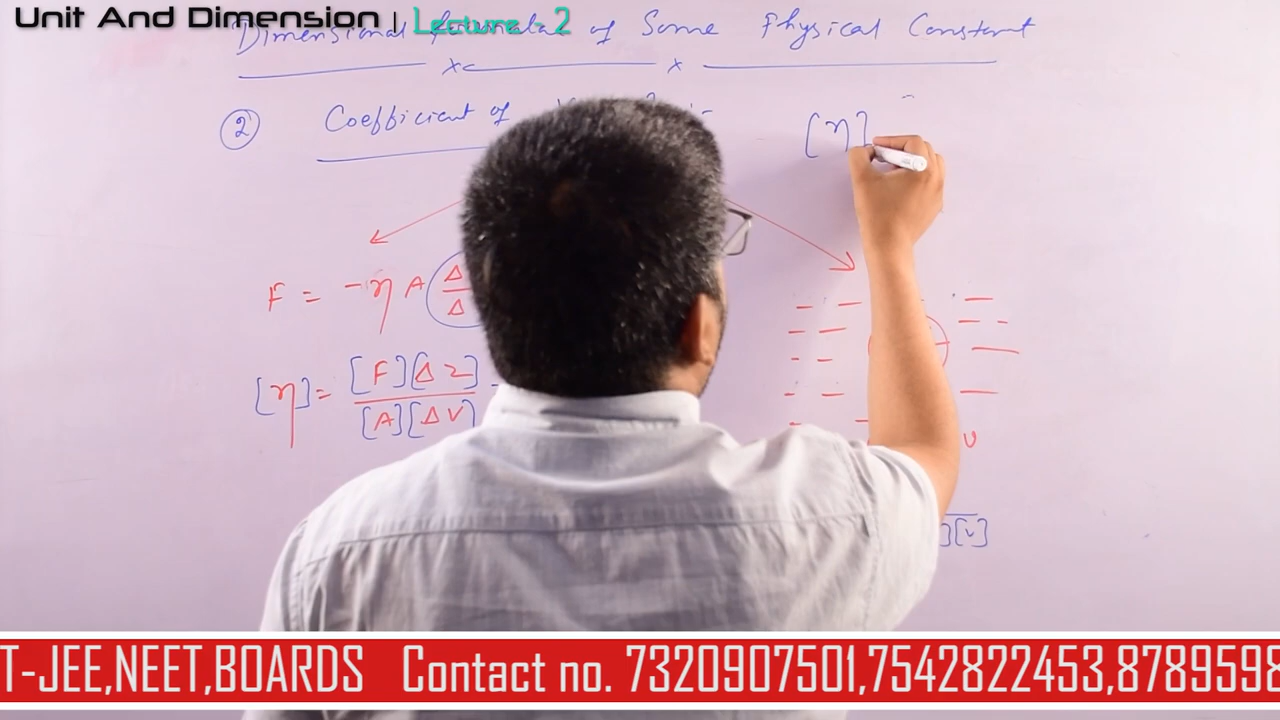 Unit And Dimension | Lecture - 2
Dimensional formula of Some Physical Constant
② Coefficient of
[η]
F = -η A Δ
Δ
[η] = [F][Δz]
[A][ΔV]
][v]
T-JEE,NEET,BOARDS Contact no. 7320907501,7542822453,8789598